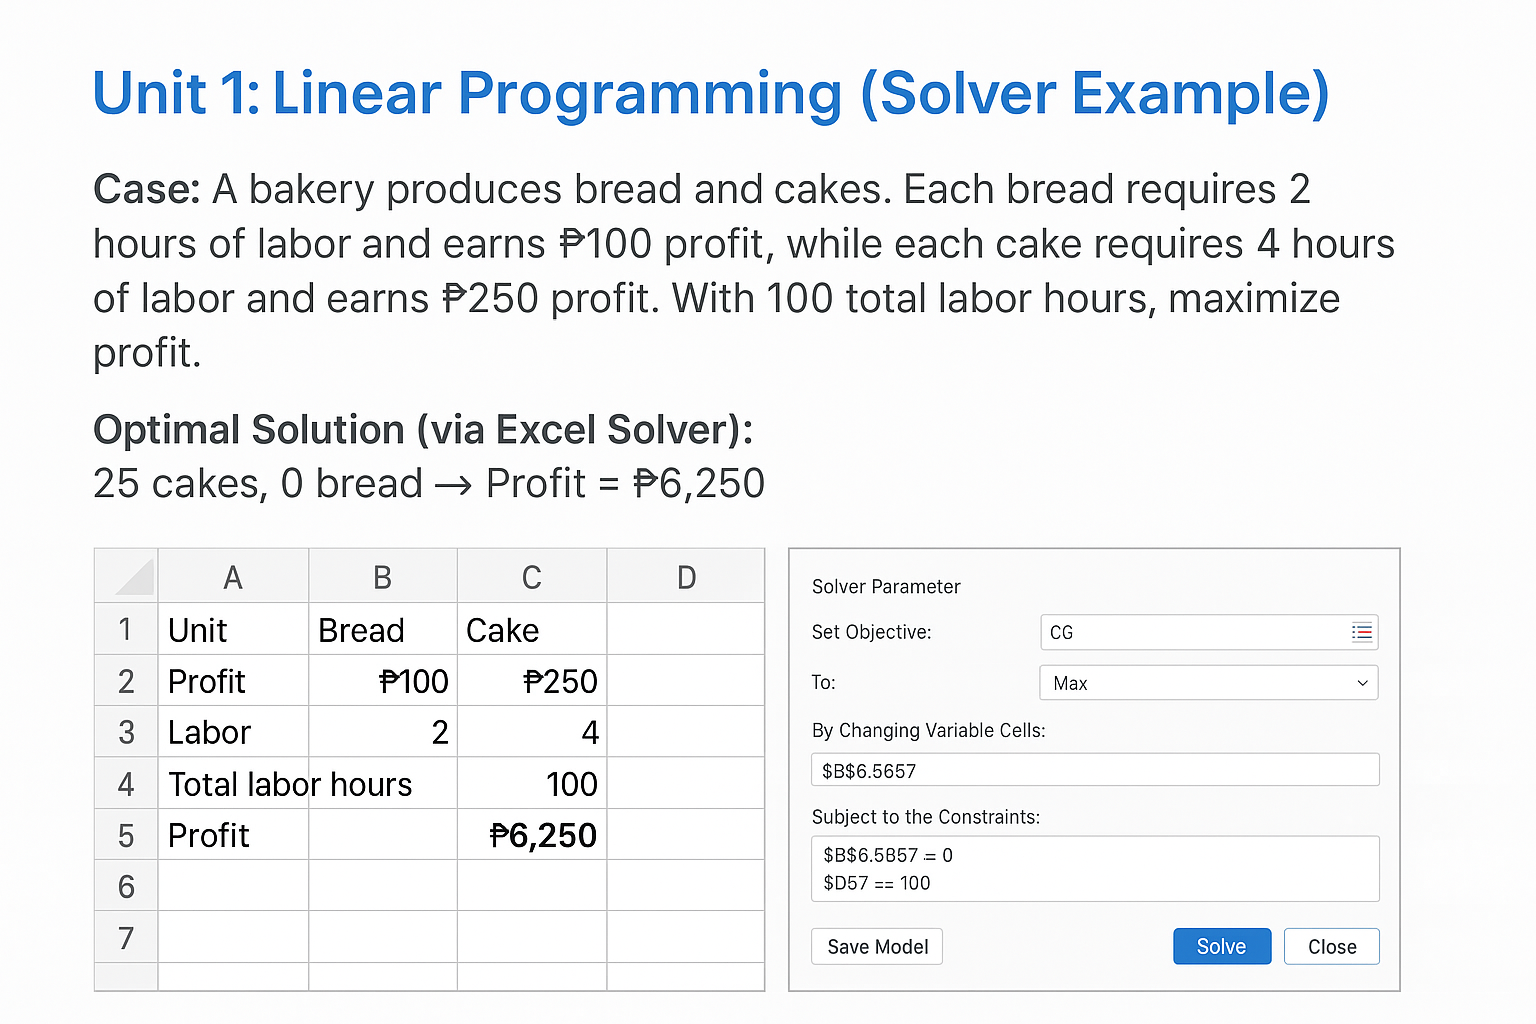 Unit 1: Linear Programming (Solver Example)
Case: A bakery produces bread and cakes. Each bread requires 2
hours of labor and earns ₱100 profit, while each cake requires 4 hours
of labor and earns ₱250 profit. With 100 total labor hours, maximize
profit.
Optimal Solution (via Excel Solver):
25 cakes, 0 bread → Profit = ₱6,250
A B C D
1 Unit Bread Cake
2 Profit ₱100 ₱250
3 Labor 2 4
4 Total labor hours 100
5 Profit ₱6,250
6
7
Solver Parameter
Set Objective: CG
To: Max
By Changing Variable Cells:
$B$6.5657
Subject to the Constraints:
$B$6.5857 = 0
$D57 == 100
Save Model Solve Close